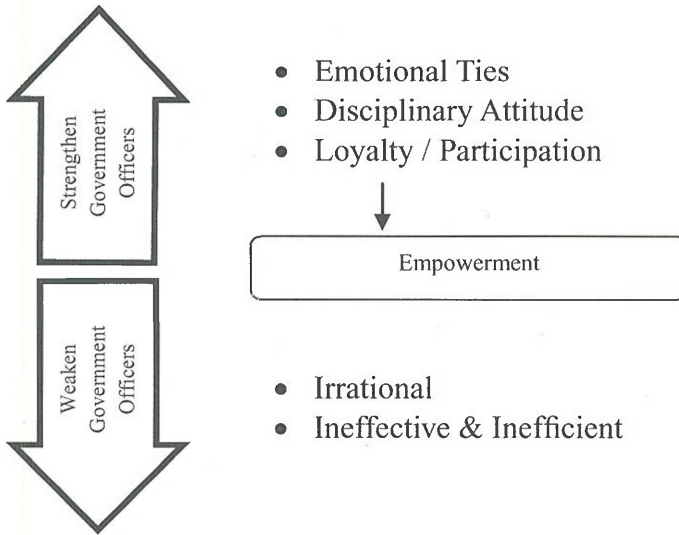 Strengthen
Government
Officers
• Emotional Ties
• Disciplinary Attitude
• Loyalty / Participation
Empowerment
Weaken
Government
Officers
• Irrational
• Ineffective & Inefficient